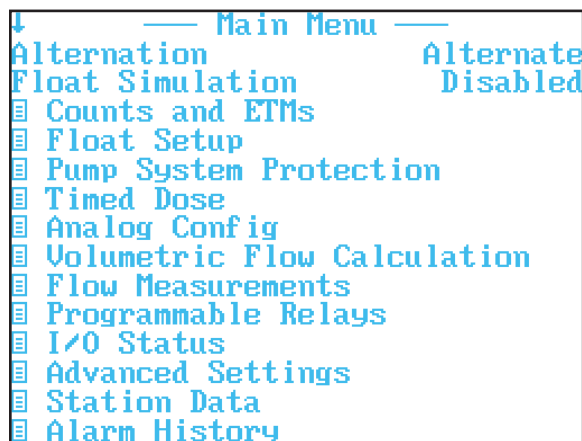 Main Menu
Alternation Alternate
Float Simulation Disabled
Counts and ETMs
Float Setup
Pump System Protection
Timed Dose
Analog Config
Volumetric Flow Calculation
Flow Measurements
Programmable Relays
I/O Status
Advanced Settings
Station Data
Alarm History